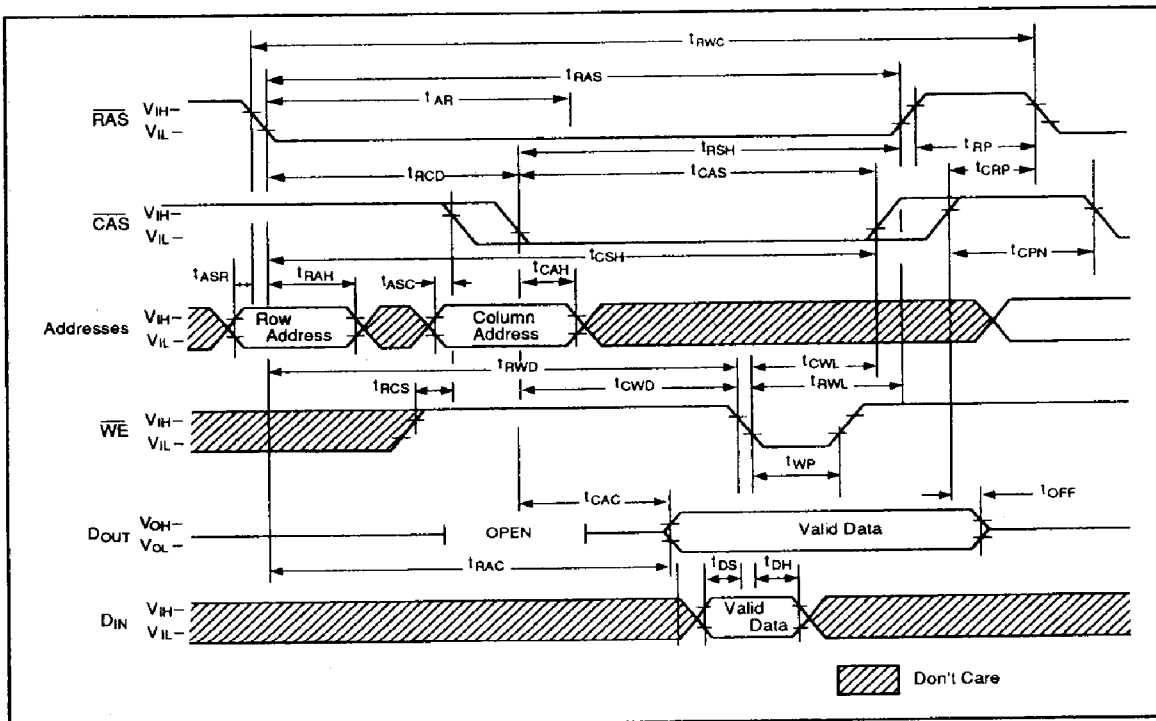 tRWC
tRAS
tAR
RAS VIH–
VIL–
tRSH
tRP
tRCD
tCAS
tCRP
CAS VIH–
VIL–
tCSH
tCPN
tASR
tRAH
tASC
tCAH
Addresses VIH–
VIL–
Row
Address
Column
Address
tRWD
tCWL
tRCS
tCWD
tRWL
WE VIH–
VIL–
tWP
tCAC
tOFF
DOUT VOH–
VOL–
OPEN
Valid Data
tRAC
tDS
tDH
DIN VIH–
VIL–
Valid
Data
Don't Care